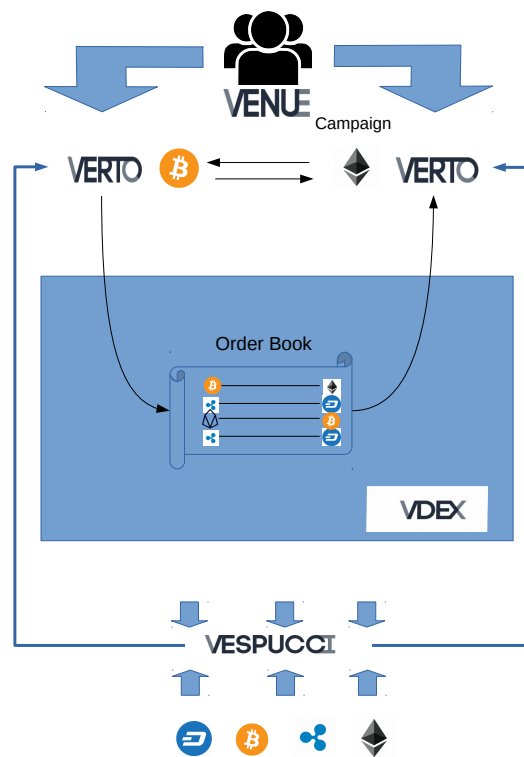 VENUE
Campaign
VERTO
VERTO
Order Book
VDEX
VESPUCCI